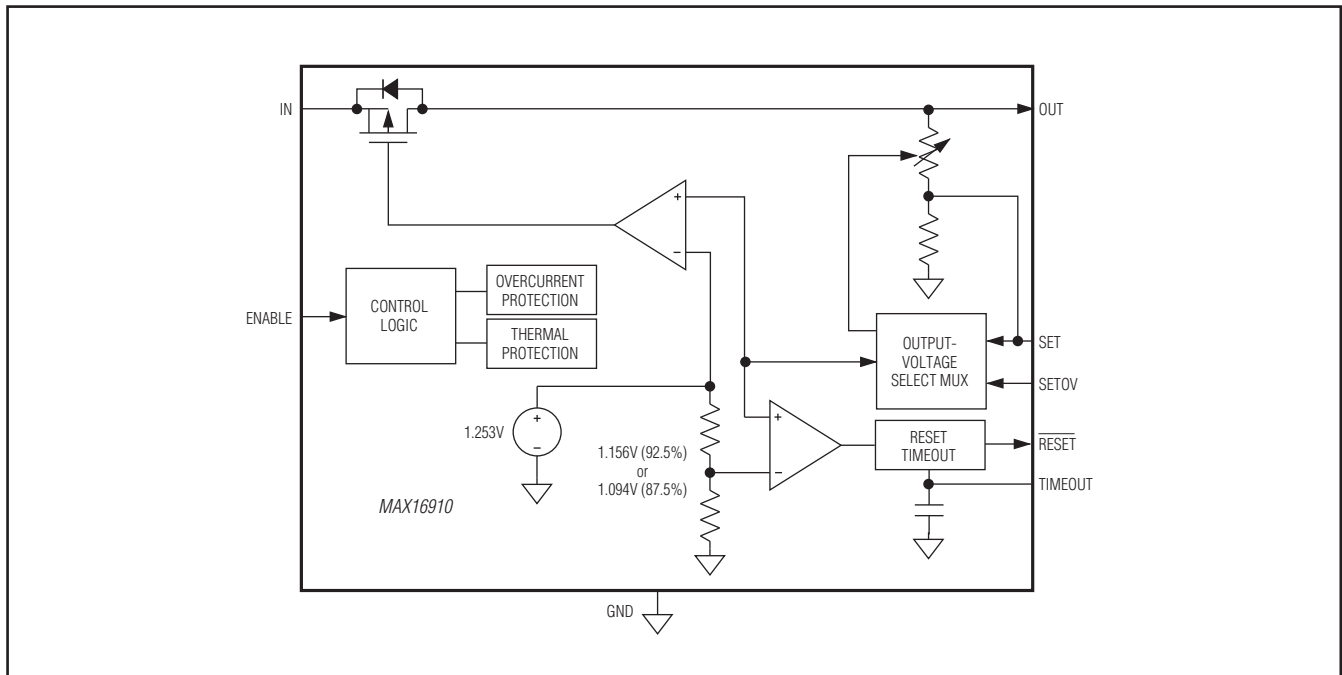 IN
OUT
+
−
OVERCURRENT
PROTECTION
CONTROL
LOGIC
ENABLE
THERMAL
PROTECTION
OUTPUT-
VOLTAGE
SELECT MUX
SET
SETOV
+
1.253V
−
1.156V (92.5%)
or
1.094V (87.5%)
+
−
RESET
TIMEOUT
RESET
TIMEOUT
MAX16910
GND